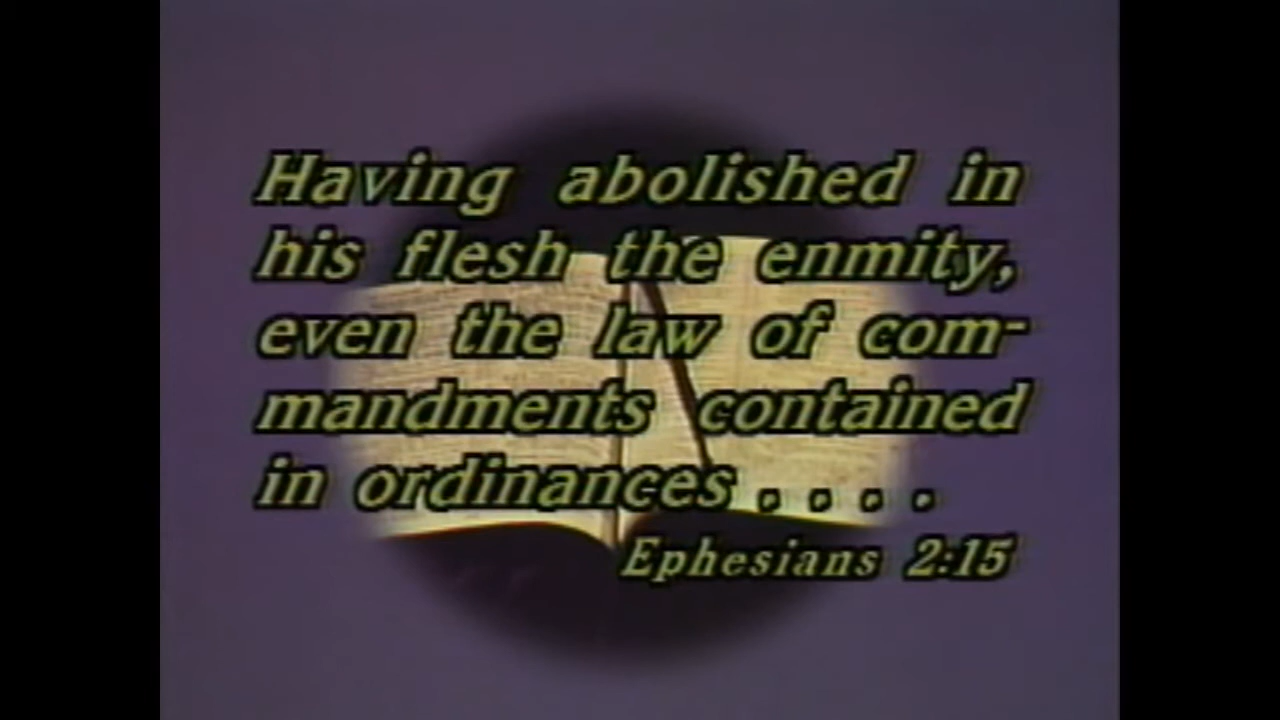 Having abolished in
his flesh the enmity,
even the law of com-
mandments contained
in ordinances . . . .
Ephesians 2:15